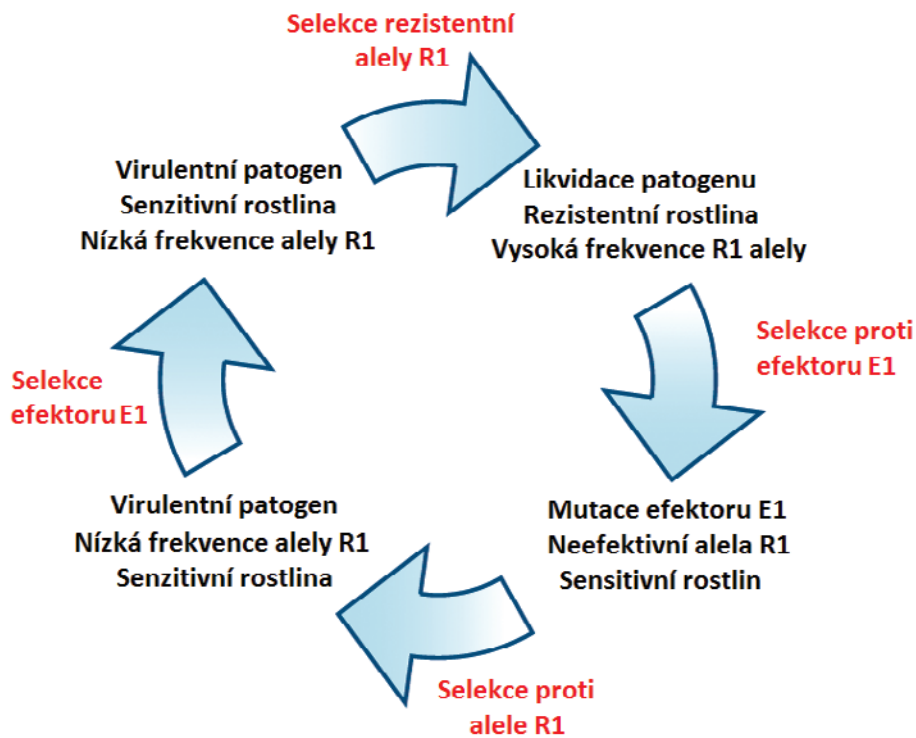 Selekce rezistentní
alely R1
Virulentní patogen
Senzitivní rostlina
Nízká frekvence alely R1
Likvidace patogenu
Rezistentní rostlina
Vysoká frekvence R1 alely
Selekce proti
efektoru E1
Mutace efektoru E1
Neefektivní alela R1
Sensitivní rostlin
Selekce proti
alele R1
Virulentní patogen
Nízká frekvence alely R1
Senzitivní rostlina
Selekce
efektoru E1